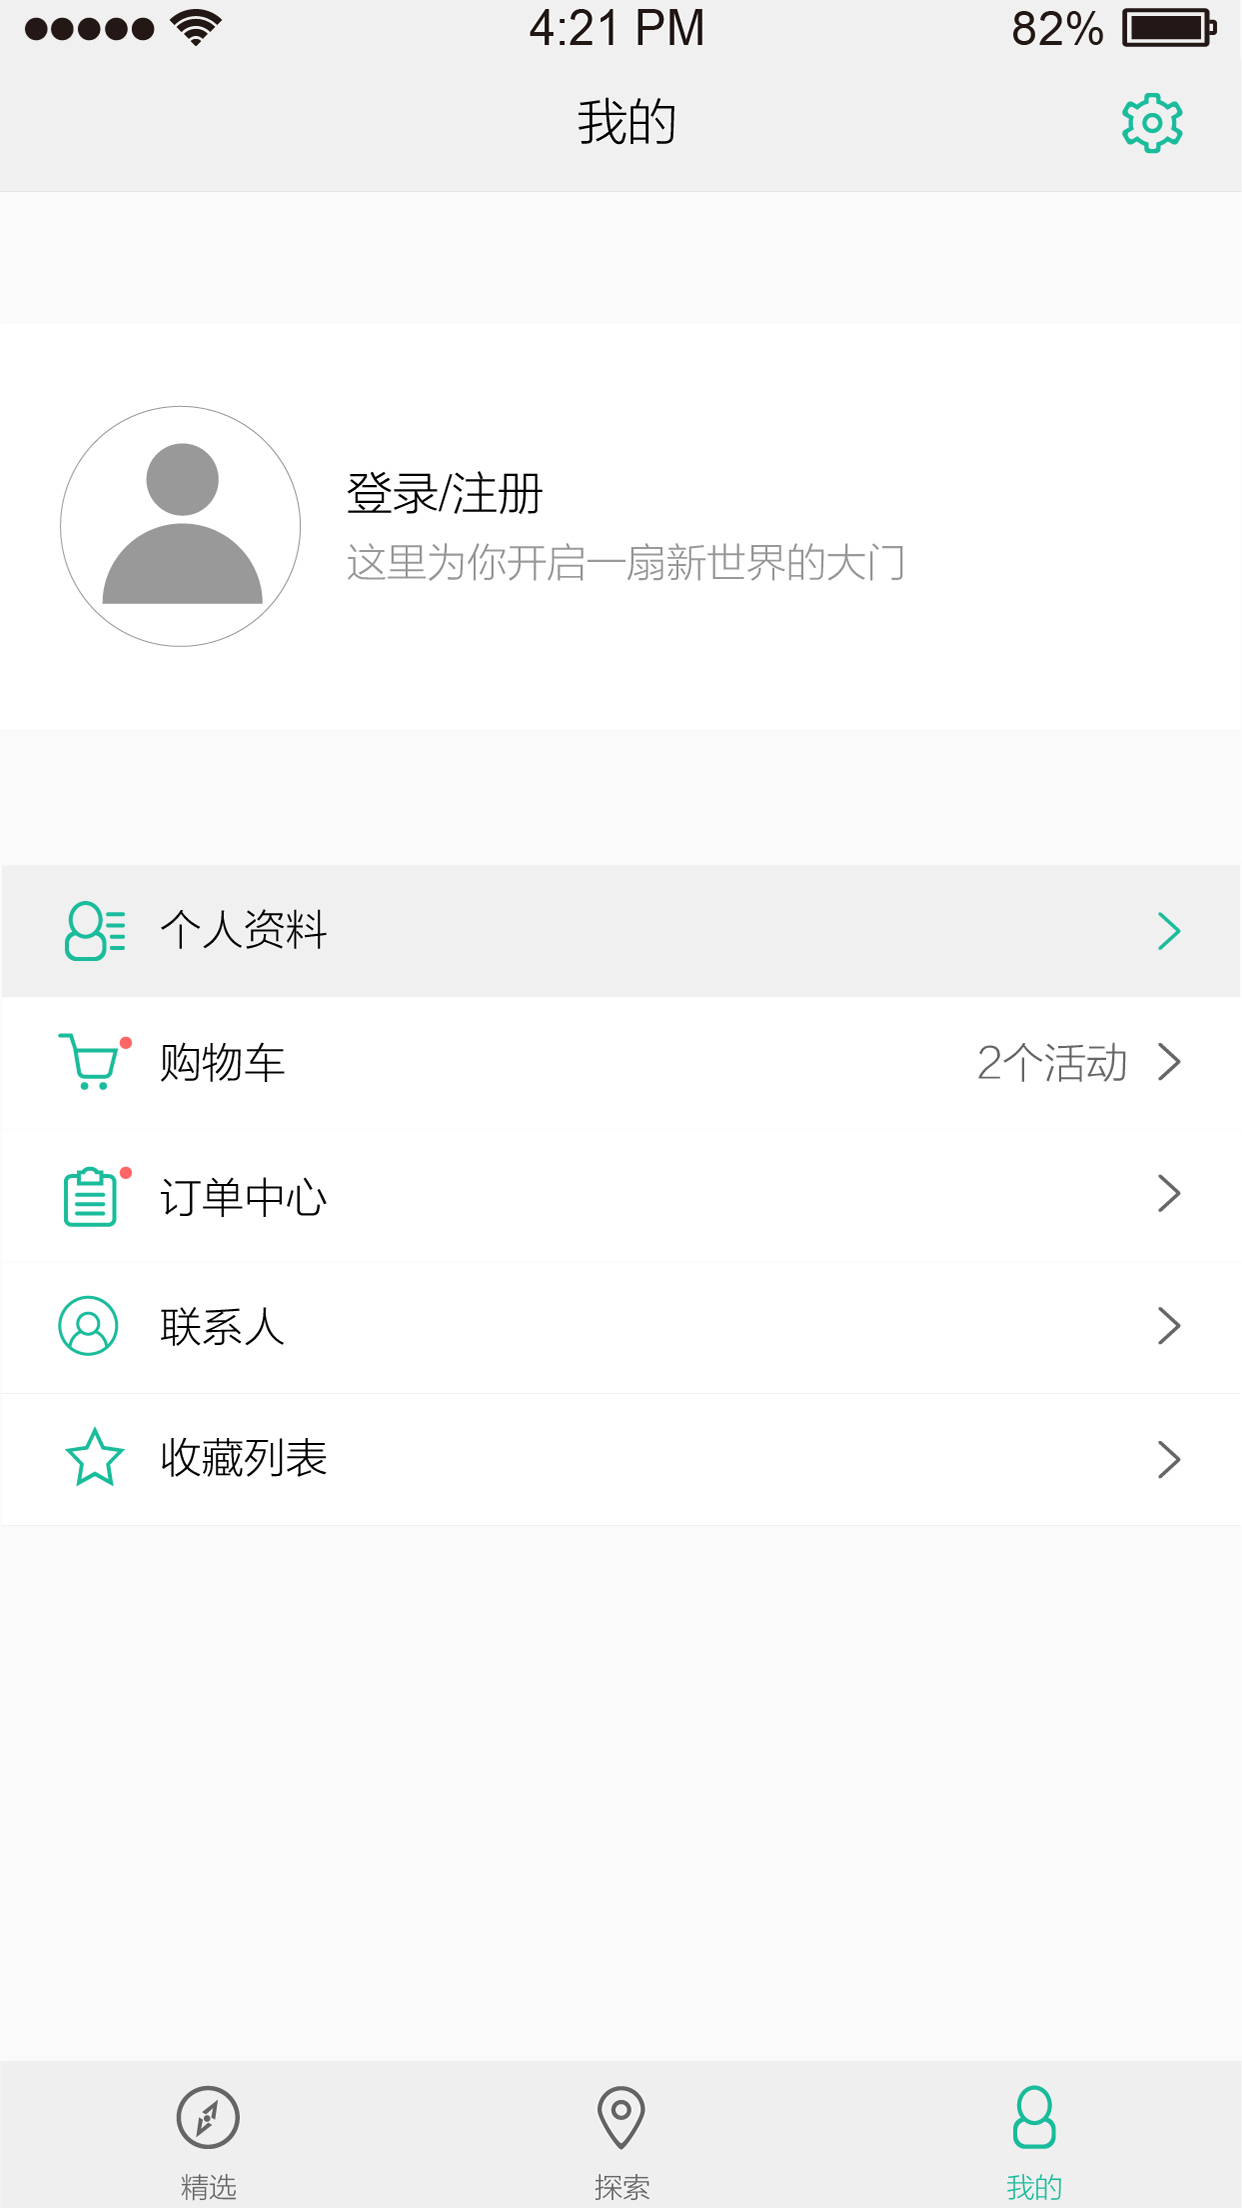 4:21 PM 82%
我的
登录/注册
这里为你开启一扇新世界的大门
个人资料
购物车 2个活动
订单中心
联系人
收藏列表
精选 探索 我的